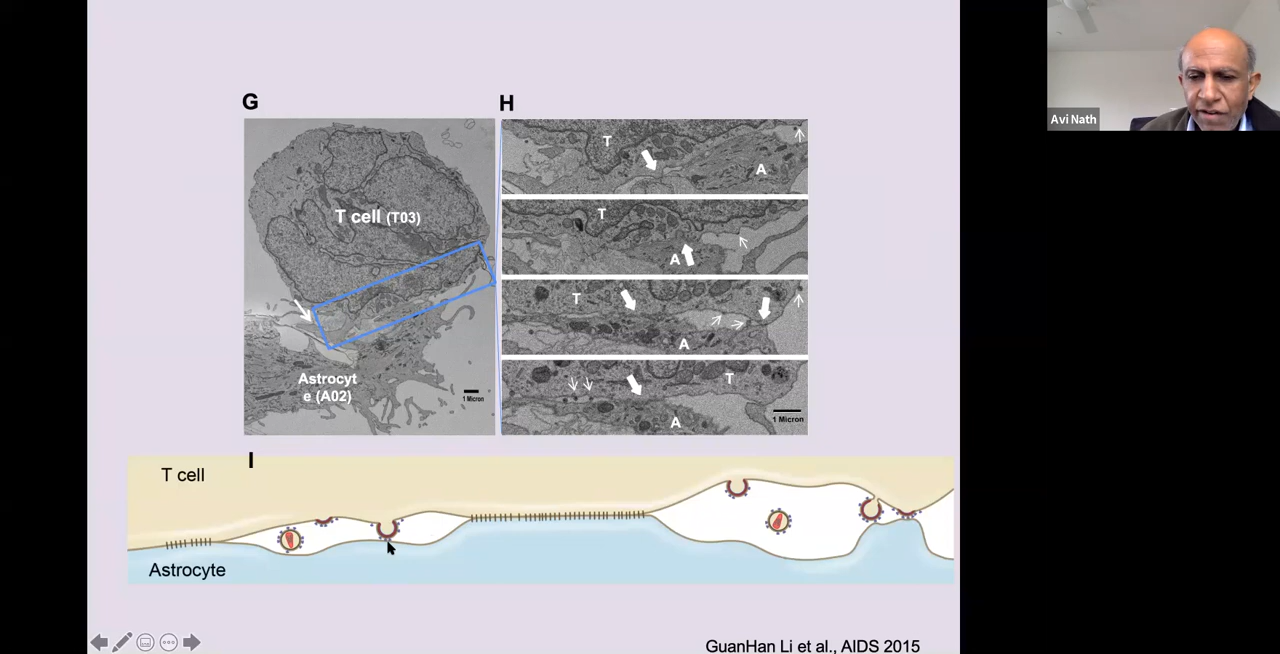 G
H
T cell (T03)
Astrocyt
e (A02)
1 Micron
T
A
T
A
T
A
T
A
1 Micron
I
T cell
Astrocyte
GuanHan Li et al., AIDS 2015
Avi Nath